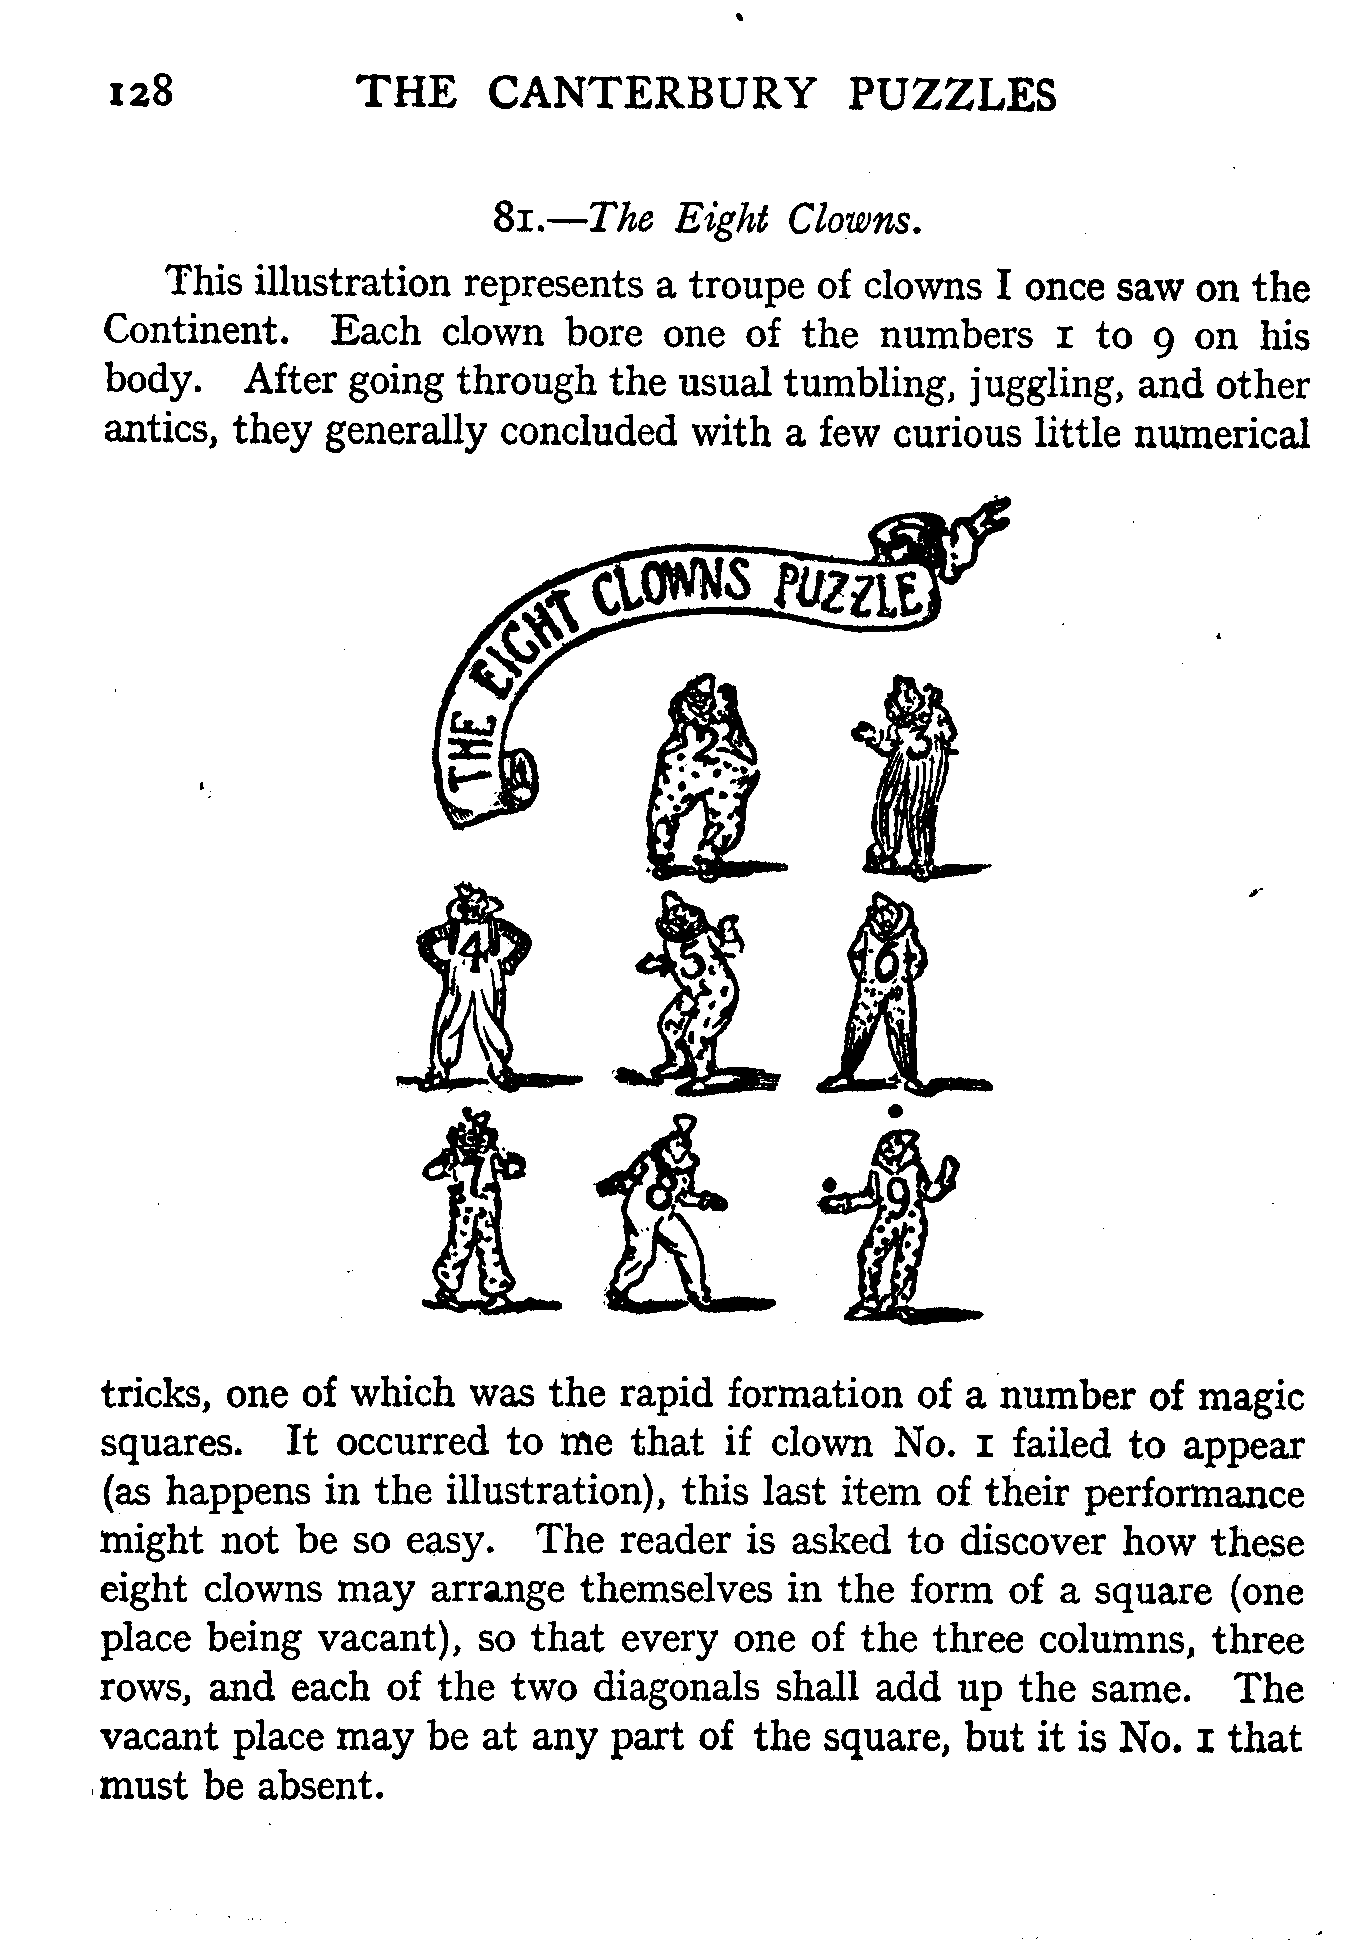 128 THE CANTERBURY PUZZLES
81.—The Eight Clowns.
This illustration represents a troupe of clowns I once saw on the
Continent. Each clown bore one of the numbers 1 to 9 on his
body. After going through the usual tumbling, juggling, and other
antics, they generally concluded with a few curious little numerical
THE EIGHT CLOWNS PUZZLE
2 3
4 5 6
7 8 9
tricks, one of which was the rapid formation of a number of magic
squares. It occurred to me that if clown No. 1 failed to appear
(as happens in the illustration), this last item of their performance
might not be so easy. The reader is asked to discover how these
eight clowns may arrange themselves in the form of a square (one
place being vacant), so that every one of the three columns, three
rows, and each of the two diagonals shall add up the same. The
vacant place may be at any part of the square, but it is No. 1 that
must be absent.